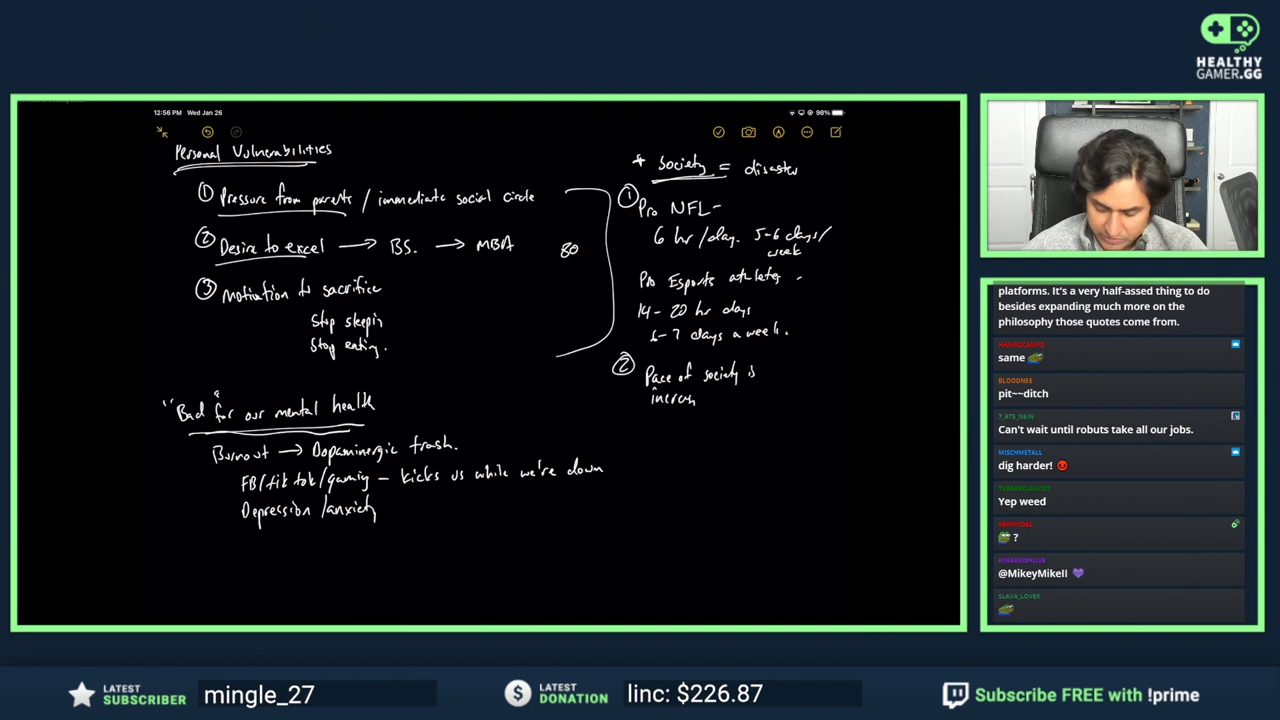 HEALTHY
GAMER.GG
12:56 PM Wed Jan 26
98%
Personal Vulnerabilities
① Pressure from parents / immediate social circle
② Desire to excel → BS. → MBA
80
③ Motivation to sacrifice
Stop sleepin
Stop eating.
"Bad" for our mental health
Burnout → Dopaminergic trash.
FB/tik tok/gaming - kicks us while we're down
Depression /anxiety
* society = disaster
① Pro NFL-
6 hr/day. 5-6 days/
week
Pro Esports athletes -
14-20 hr days
6-7 days a week.
② Pace of society is
increas
platforms. It's a very half-assed thing to do
besides expanding much more on the
philosophy those quotes come from.
same
BLOODNEE
pit~~ditch
7_ATE_NEIN
Can't wait until robuts take all our jobs.
MISCHMETALL
dig harder!
Yep weed
?
@MikeyMikell
SLAVA_LOVER
LATEST
SUBSCRIBER
mingle_27
$
LATEST
DONATION
linc: $226.87
Subscribe FREE with !prime